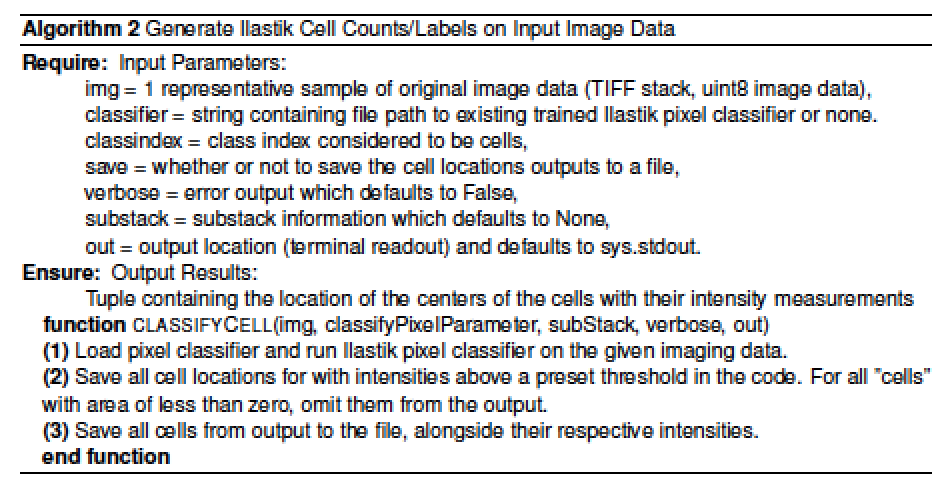 Algorithm 2 Generate Ilastik Cell Counts/Labels on Input Image Data
Require: Input Parameters:
img = 1 representative sample of original image data (TIFF stack, uint8 image data),
classifier = string containing file path to existing trained Ilastik pixel classifier or none.
classindex = class index considered to be cells,
save = whether or not to save the cell locations outputs to a file,
verbose = error output which defaults to False,
substack = substack information which defaults to None,
out = output location (terminal readout) and defaults to sys.stdout.
Ensure: Output Results:
Tuple containing the location of the centers of the cells with their intensity measurements
function CLASSIFYCELL(img, classifyPixelParameter, subStack, verbose, out)
(1) Load pixel classifier and run Ilastik pixel classifier on the given imaging data.
(2) Save all cell locations for with intensities above a preset threshold in the code. For all "cells"
with area of less than zero, omit them from the output.
(3) Save all cells from output to the file, alongside their respective intensities.
end function